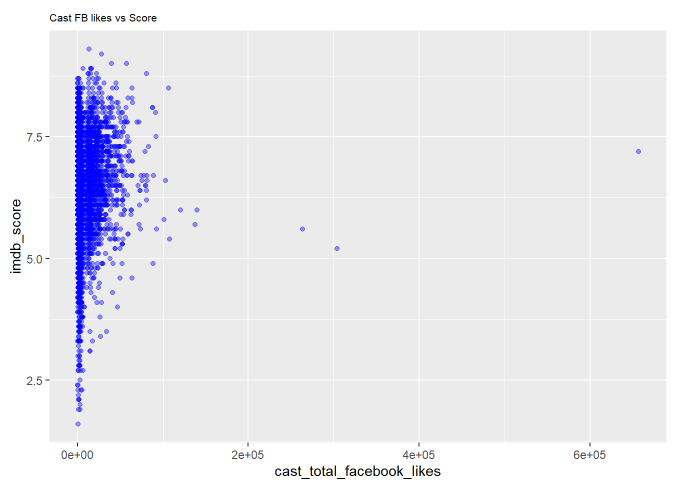 Cast FB likes vs Score
imdb_score
7.5
5.0
2.5
0e+00 2e+05 4e+05 6e+05
cast_total_facebook_likes